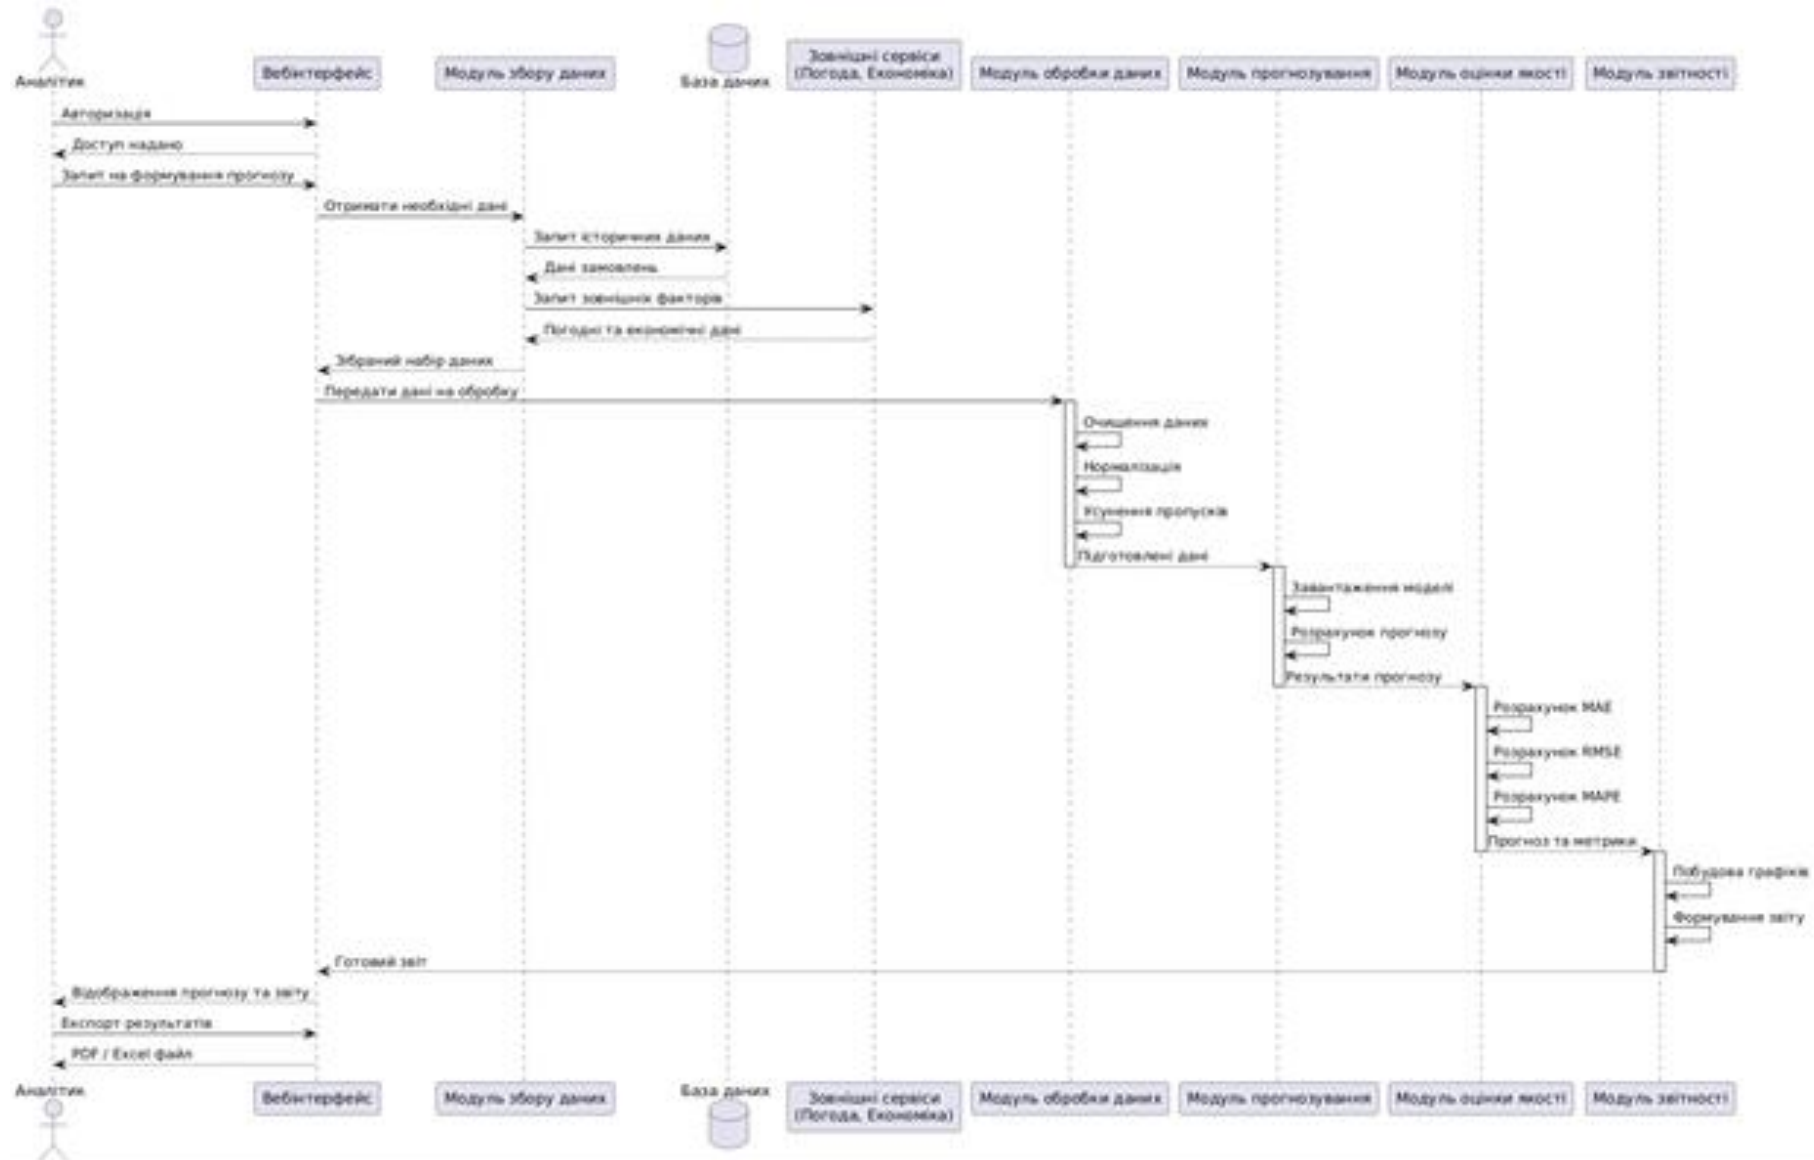 Аналітик
Вебінтерфейс
Модуль збору даних
База даних
Зовнішні сервіси
(Погода, Економіка)
Модуль обробки даних
Модуль прогнозування
Модуль оцінки якості
Модуль звітності
Авторизація
Доступ надано
Запит на формування прогнозу
Отримати необхідні дані
Запит історичних даних
Дані замовлень
Запит зовнішніх факторів
Погодні та економічні дані
Зібраний набір даних
Передати дані на обробку
Очищення даних
Нормалізація
Усунення пропусків
Підготовлені дані
Завантаження моделі
Розрахунок прогнозу
Результати прогнозу
Розрахунок MAE
Розрахунок RMSE
Розрахунок MAPE
Прогноз та метрики
Побудова графіків
Формування звіту
Готовий звіт
Відображення прогнозу та звіту
Експорт результатів
PDF / Excel файл
Аналітик
Вебінтерфейс
Модуль збору даних
База даних
Зовнішні сервіси
(Погода, Економіка)
Модуль обробки даних
Модуль прогнозування
Модуль оцінки якості
Модуль звітності